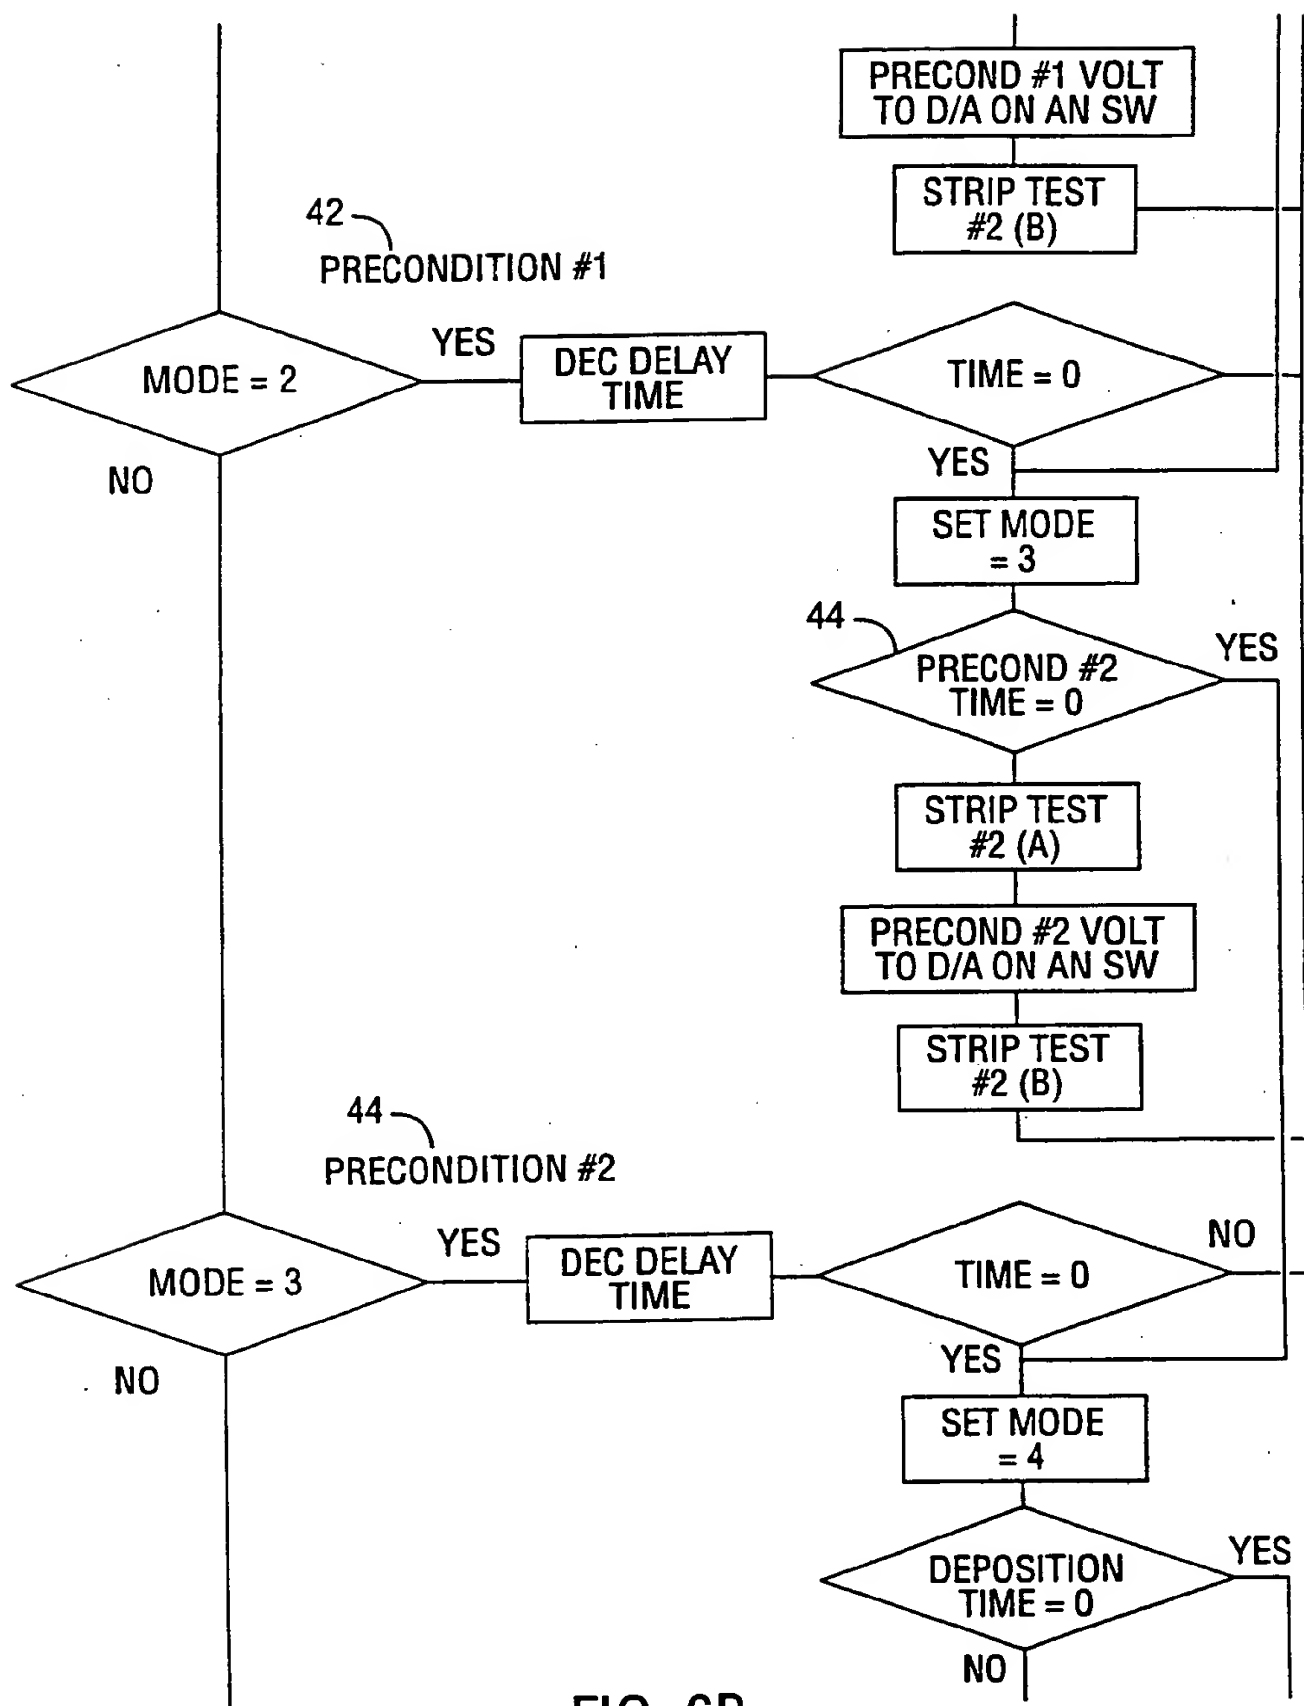 PRECOND #1 VOLT
TO D/A ON AN SW
STRIP TEST
#2 (B)
42
PRECONDITION #1
MODE = 2
YES
NO
DEC DELAY
TIME
TIME = 0
YES
SET MODE
= 3
44
PRECOND #2
TIME = 0
YES
STRIP TEST
#2 (A)
PRECOND #2 VOLT
TO D/A ON AN SW
STRIP TEST
#2 (B)
44
PRECONDITION #2
MODE = 3
YES
NO
DEC DELAY
TIME
TIME = 0
NO
YES
SET MODE
= 4
DEPOSITION
TIME = 0
YES
NO